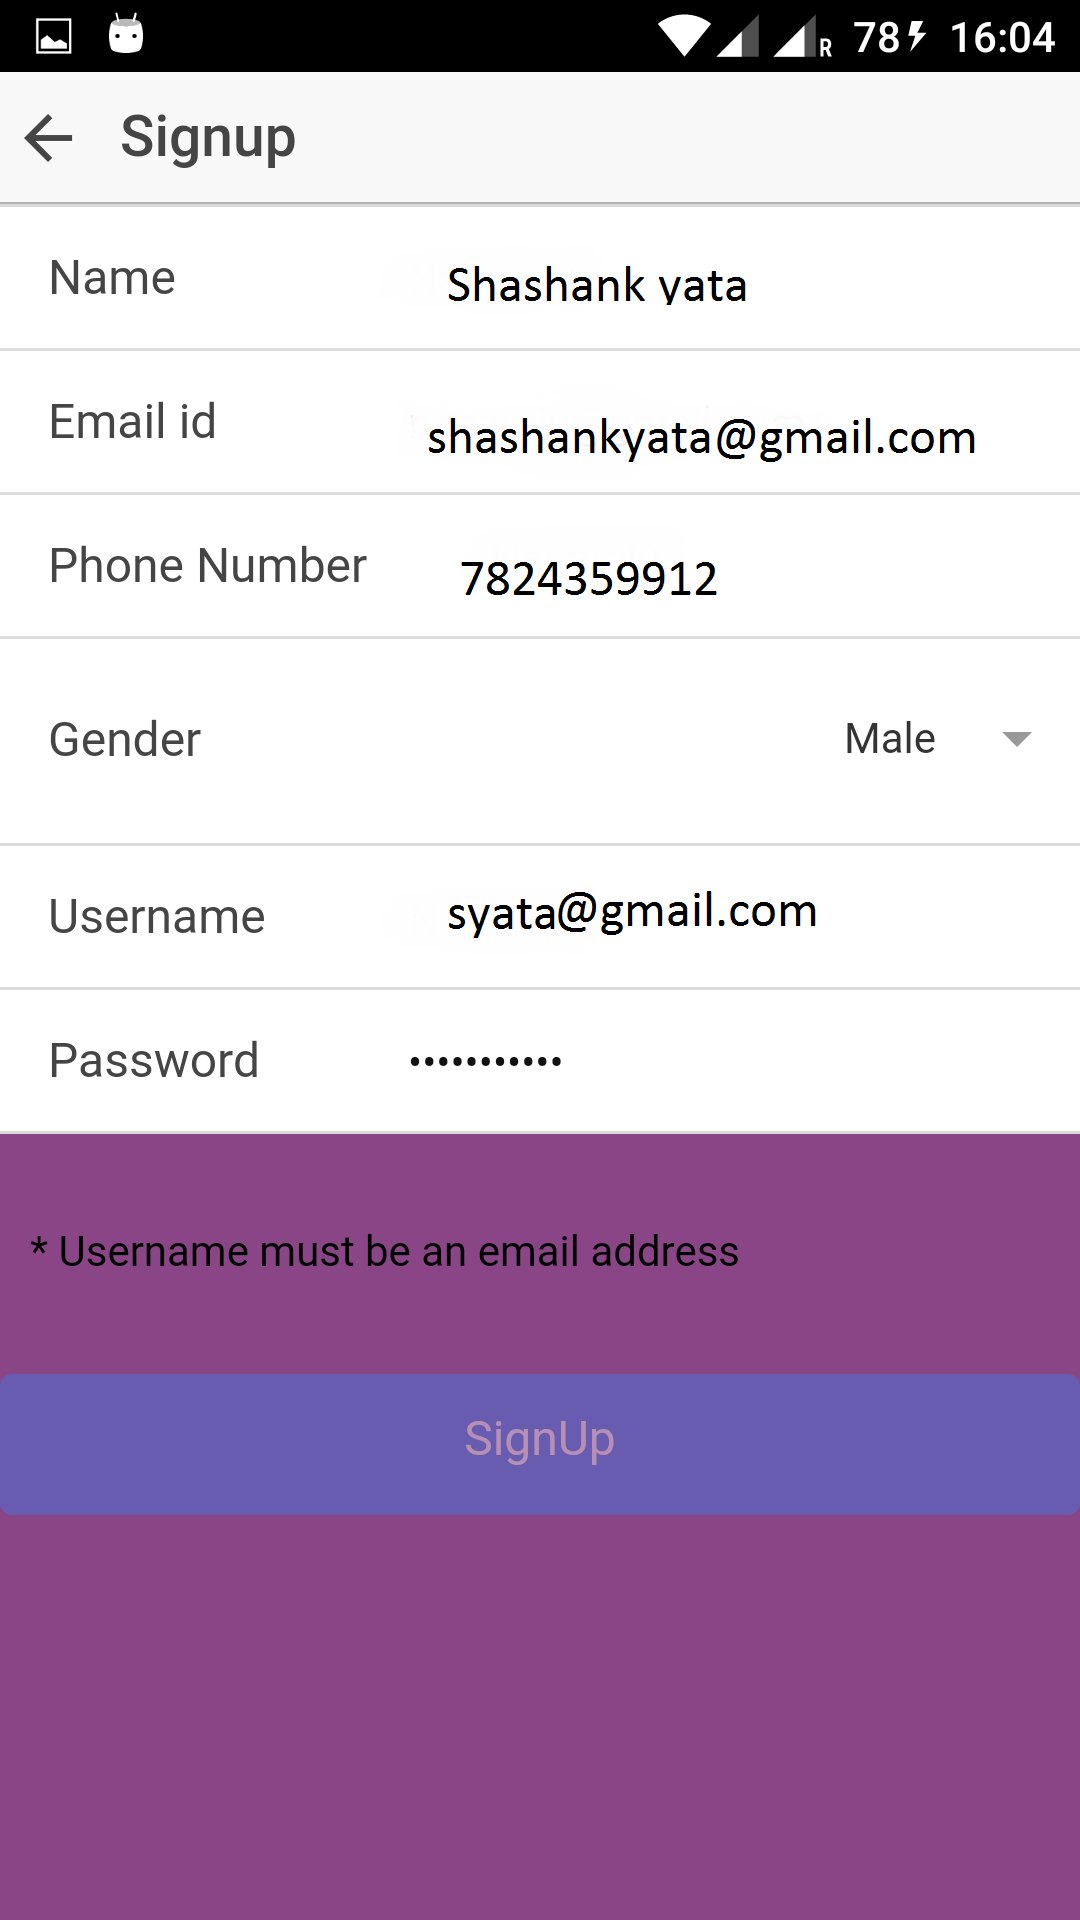 R 78 16:04
Signup
Name Shashank yata
Email id shashankyata@gmail.com
Phone Number 7824359912
Gender Male
Username syata@gmail.com
Password •••••••••••
* Username must be an email address
SignUp